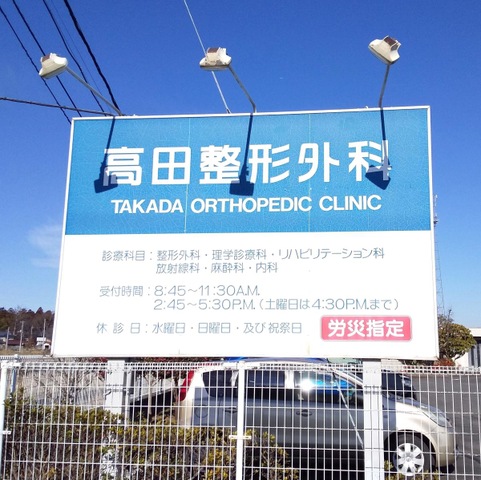 高田整形外科
TAKADA ORTHOPEDIC CLINIC
診療科目：整形外科・理学診療科・リハビリテーション科
放射線科・麻酔科・内科
受付時間：8:45～11:30A.M.
2:45～5:30P.M.（土曜日は4:30P.M.まで）
休診日：水曜日・日曜日・及び祝祭日
労災指定